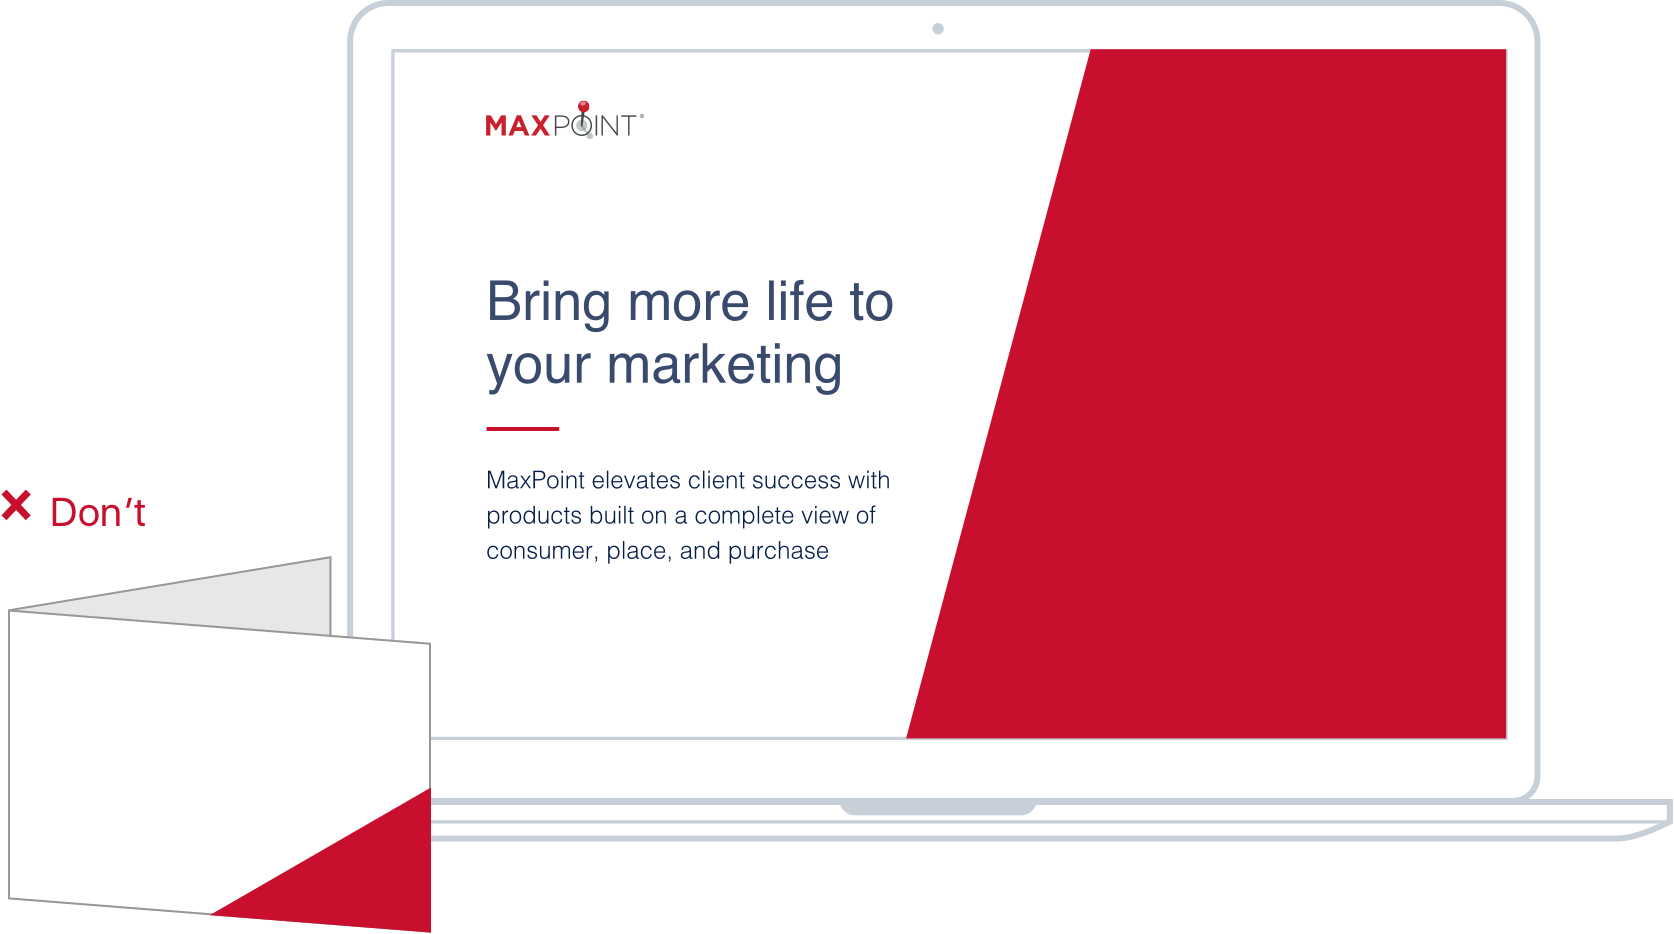 MAXPOINT
Bring more life to
your marketing
MaxPoint elevates client success with
products built on a complete view of
consumer, place, and purchase
Don’t